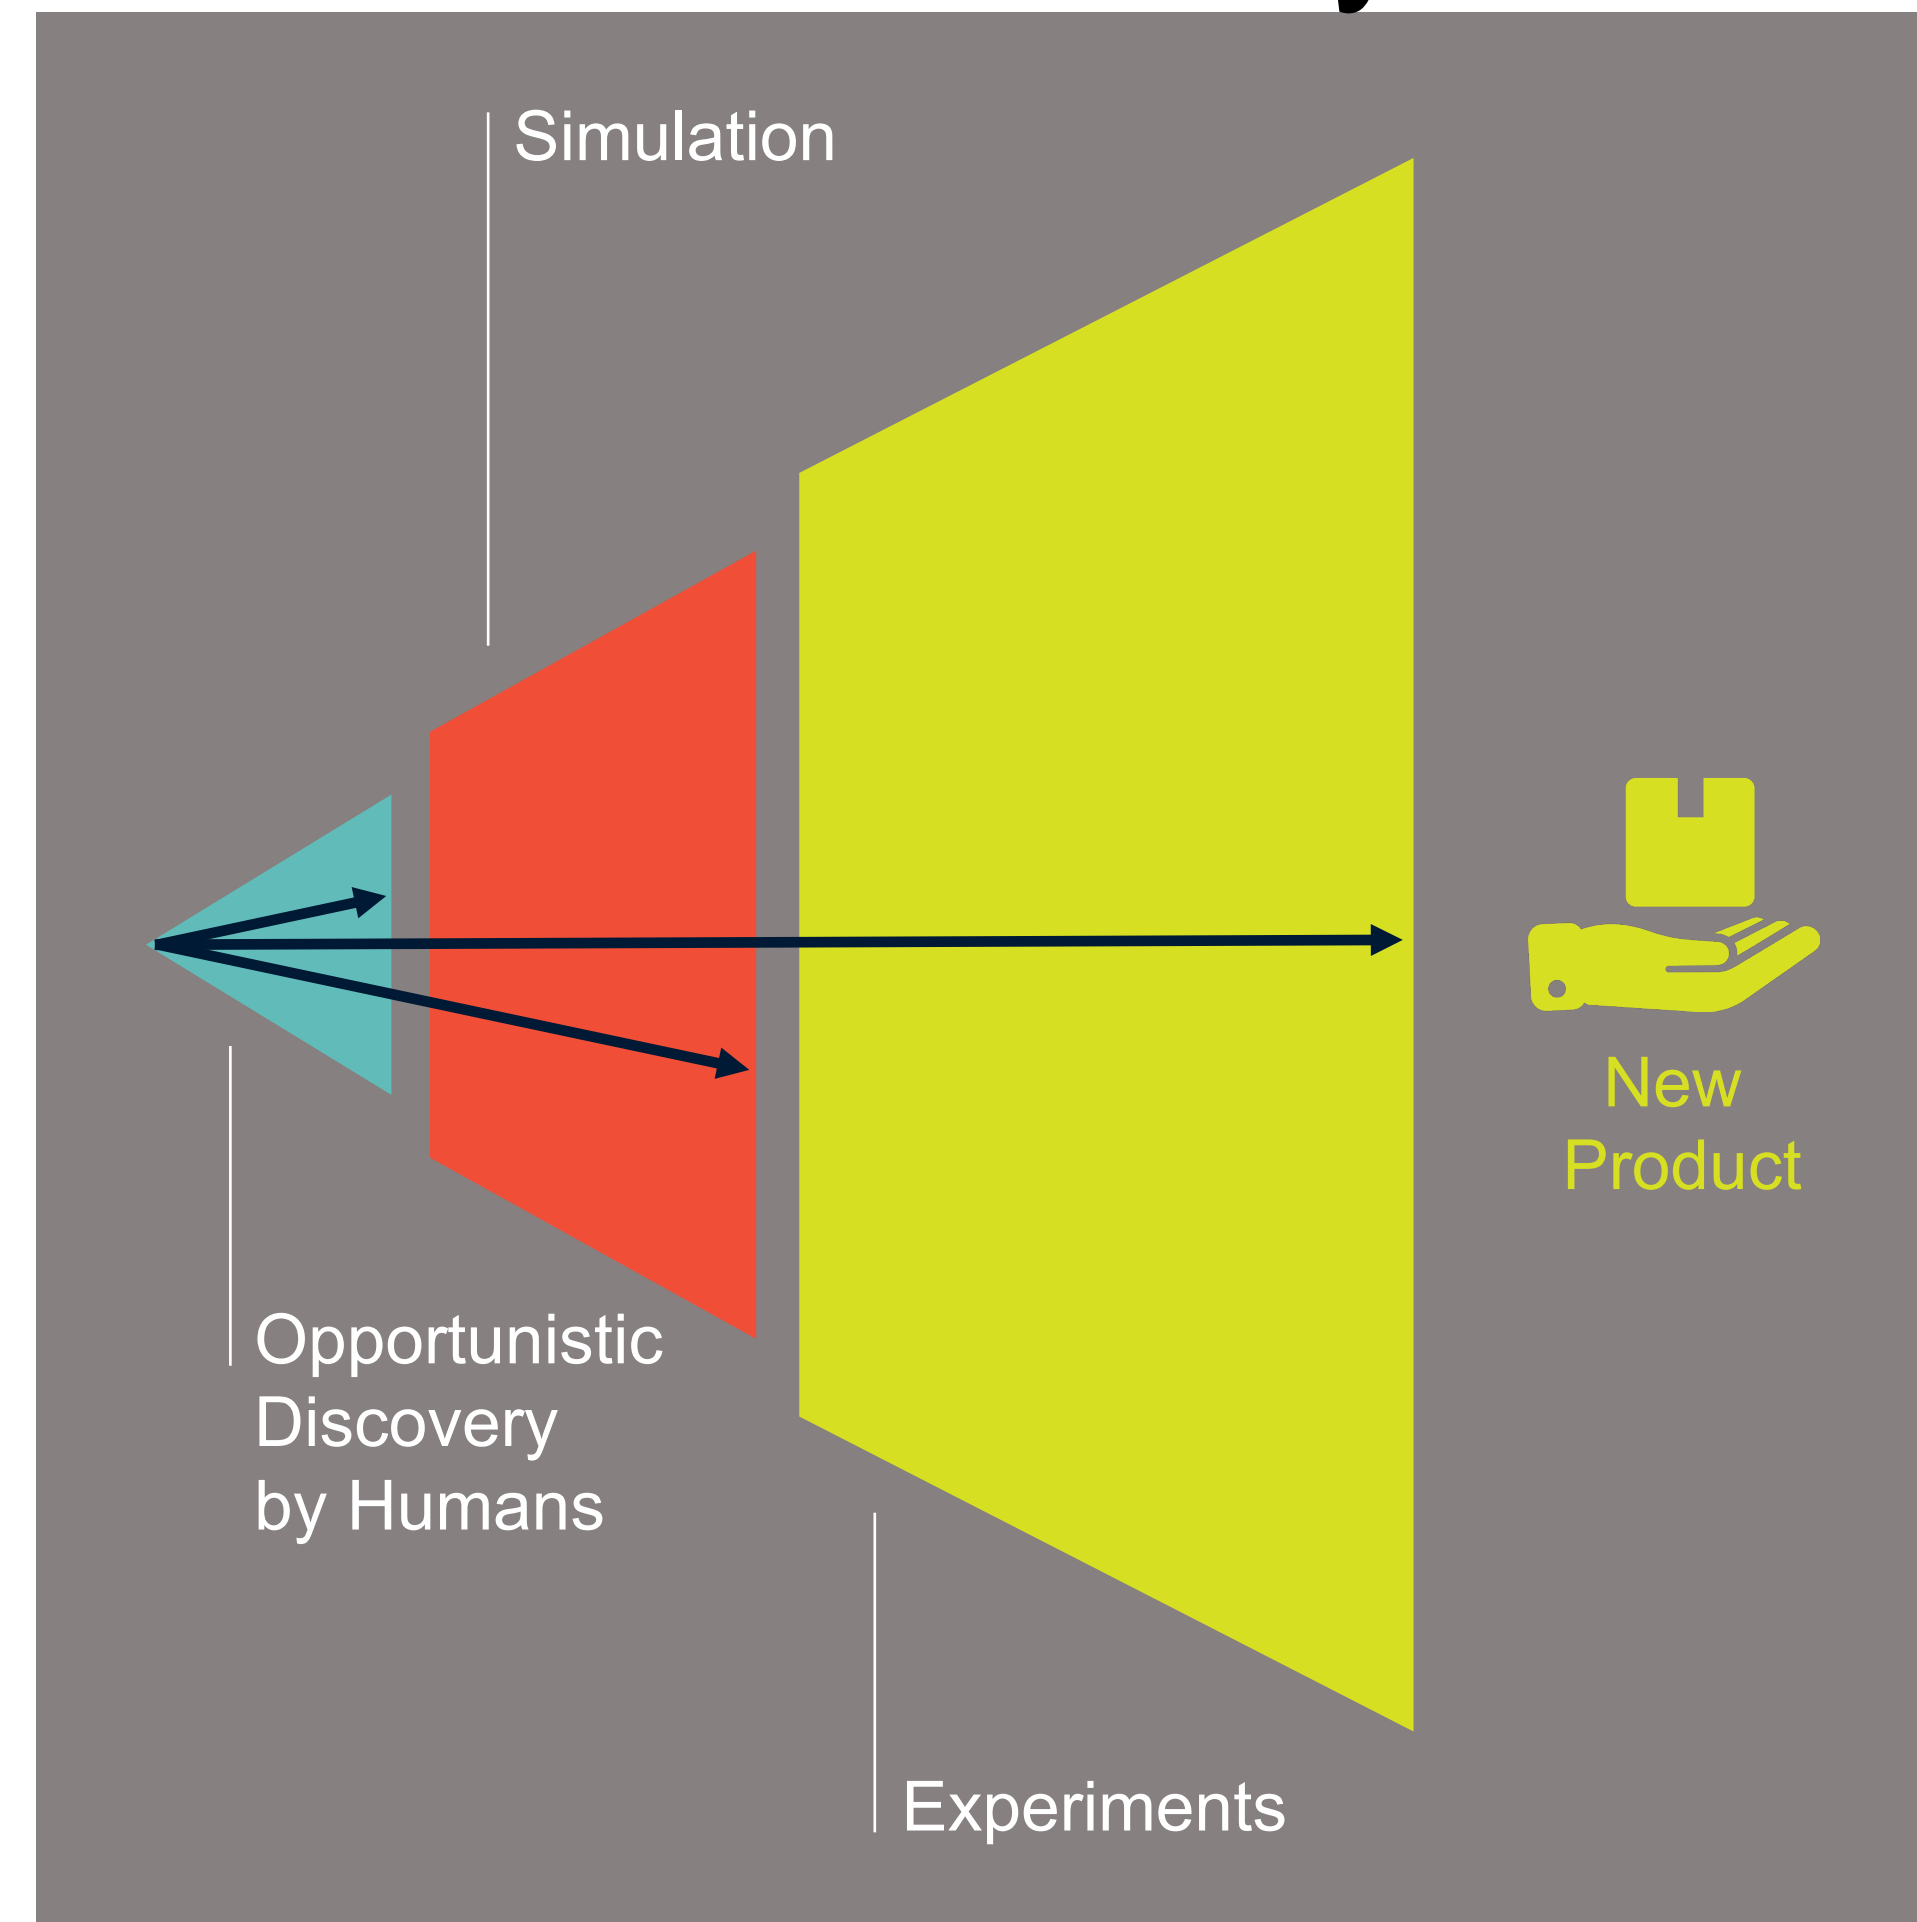 Simulation
New
Product
Opportunistic
Discovery
by Humans
Experiments